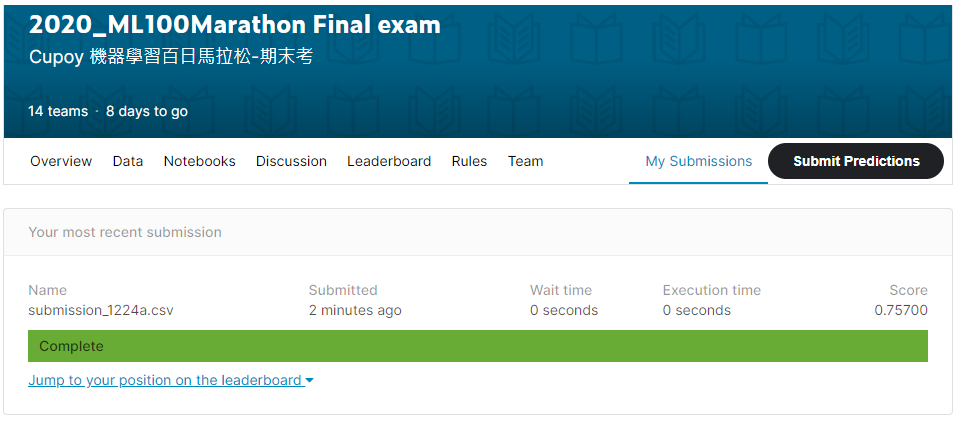 2020_ML100Marathon Final exam
Cupoy 機器學習百日馬拉松-期末考
14 teams · 8 days to go
Overview Data Notebooks Discussion Leaderboard Rules Team My Submissions Submit Predictions
Your most recent submission
Name Submitted Wait time Execution time Score
submission_1224a.csv 2 minutes ago 0 seconds 0 seconds 0.75700
Complete
Jump to your position on the leaderboard